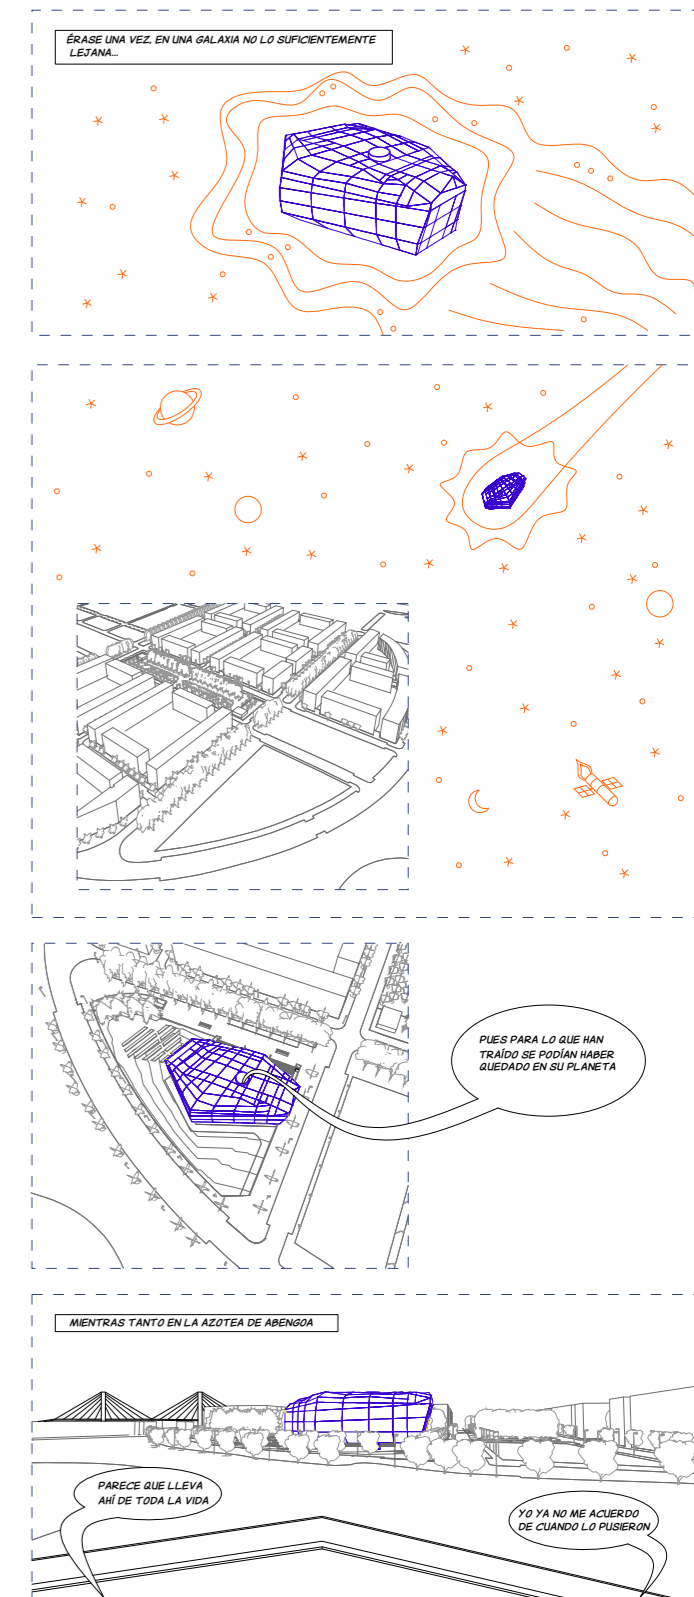 ÉRASE UNA VEZ, EN UNA GALAXIA NO LO SUFICIENTEMENTE
LEJANA...
PUES PARA LO QUE HAN
TRAÍDO SE PODÍAN HABER
QUEDADO EN SU PLANETA
MIENTRAS TANTO EN LA AZOTEA DE ABENGOA
PARECE QUE LLEVA
AHÍ DE TODA LA VIDA
YO YA NO ME ACUERDO
DE CUANDO LO PUSIERON